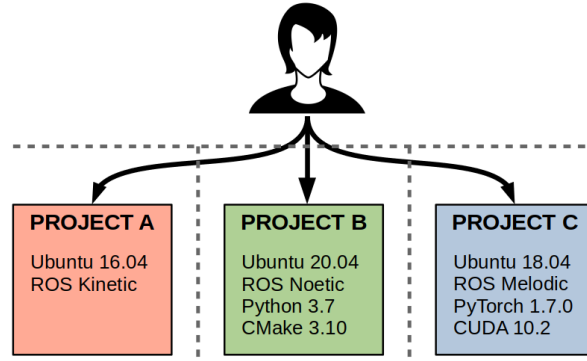 PROJECT A
Ubuntu 16.04
ROS Kinetic
PROJECT B
Ubuntu 20.04
ROS Noetic
Python 3.7
CMake 3.10
PROJECT C
Ubuntu 18.04
ROS Melodic
PyTorch 1.7.0
CUDA 10.2